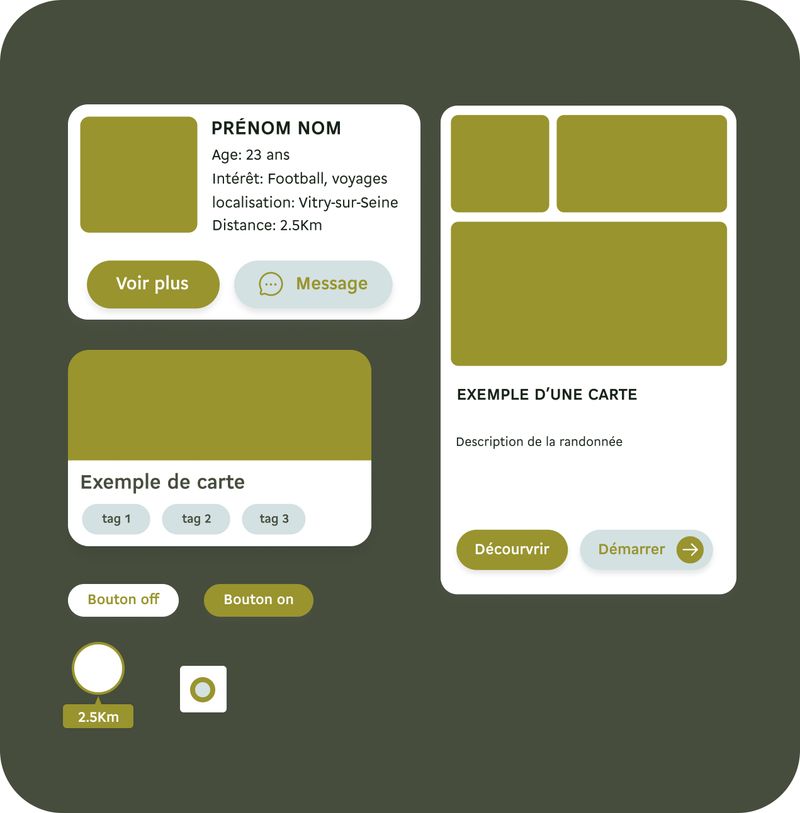 PRÉNOM NOM
Age: 23 ans
Intérêt: Football, voyages
localisation: Vitry-sur-Seine
Distance: 2.5Km
Voir plus
Message
Exemple de carte
tag 1 tag 2 tag 3
Bouton off Bouton on
2.5Km
EXEMPLE D’UNE CARTE
Description de la randonnée
Découvrvrir
Démarrer